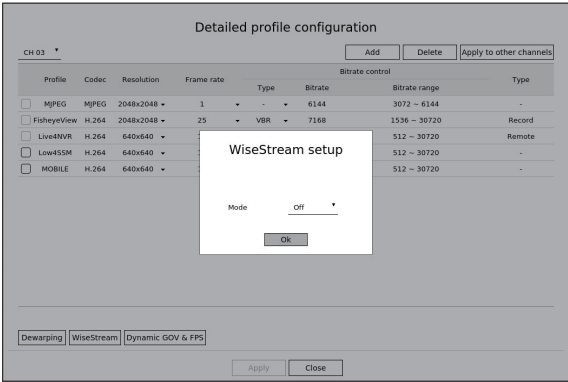 Detailed profile configuration
CH 03
Add Delete Apply to other channels
Profile Codec Resolution Frame rate Bitrate control Type
Type Bitrate Bitrate range
MJPEG MJPEG 2048x2048 1 - 6144 3072 ~ 6144 -
FisheyeView H.264 2048x2048 25 VBR 7168 1536 ~ 30720 Record
Live4NVR H.264 640x640 512 ~ 30720 Remote
Low4SSM H.264 640x640 512 ~ 30720 -
MOBILE H.264 640x640 512 ~ 30720 -
WiseStream setup
Mode Off
Ok
Dewarping WiseStream Dynamic GOV & FPS
Apply Close